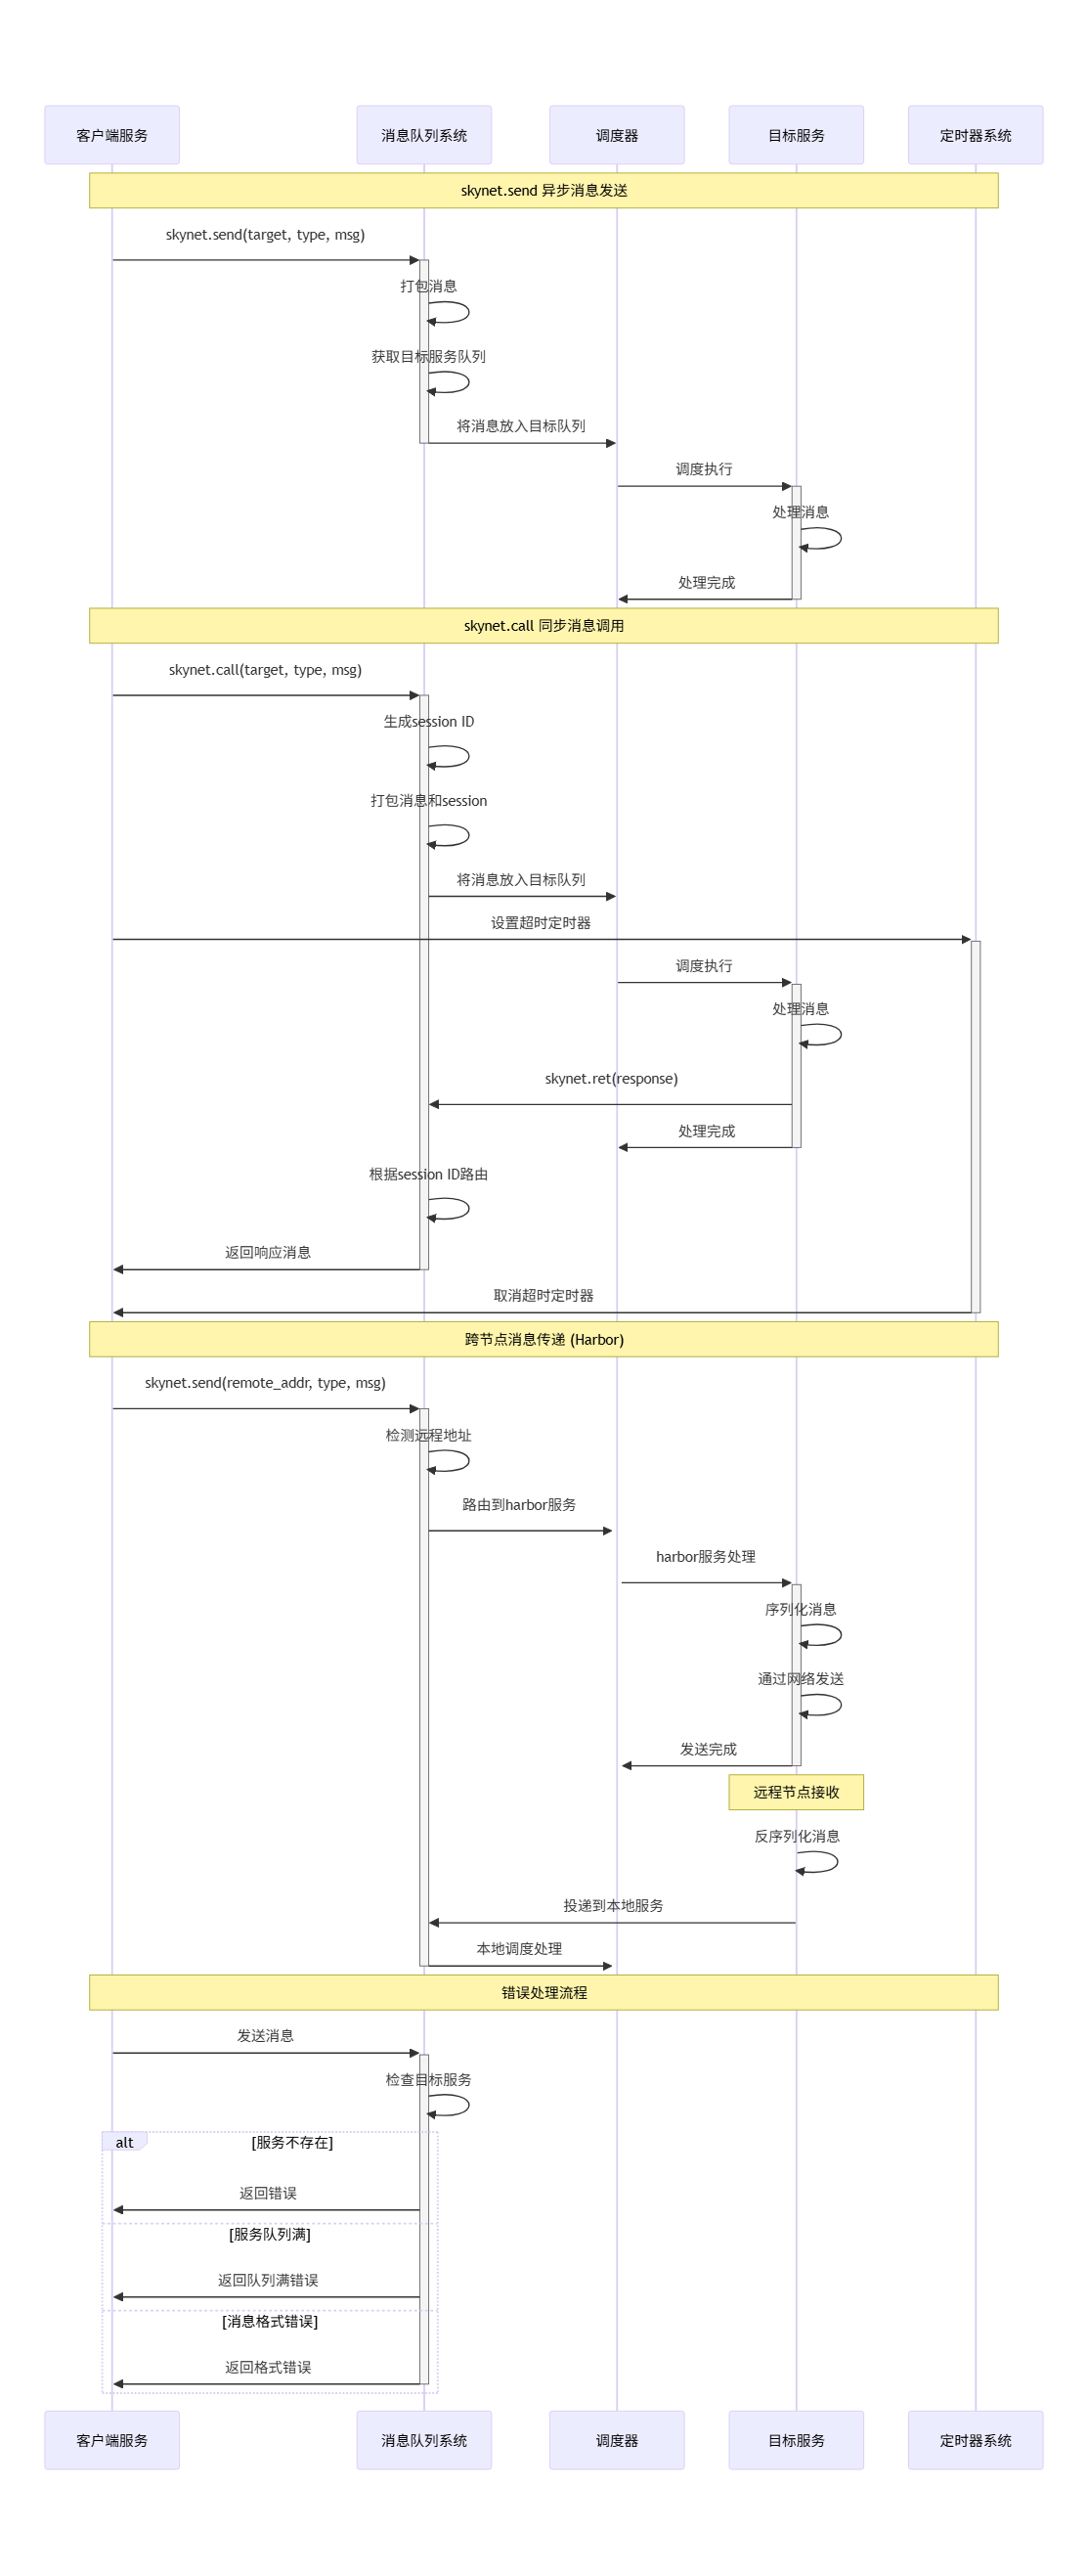 客户端服务
消息队列系统
调度器
目标服务
定时器系统
skynet.send 异步消息发送
skynet.send(target, type, msg)
打包消息
获取目标服务队列
将消息放入目标队列
调度执行
处理消息
处理完成
skynet.call 同步消息调用
skynet.call(target, type, msg)
生成session ID
打包消息和session
将消息放入目标队列
设置超时定时器
调度执行
处理消息
skynet.ret(response)
处理完成
根据session ID路由
返回响应消息
取消超时定时器
跨节点消息传递 (Harbor)
skynet.send(remote_addr, type, msg)
检测远程地址
路由到harbor服务
harbor服务处理
序列化消息
通过网络发送
发送完成
远程节点接收
反序列化消息
投递到本地服务
本地调度处理
错误处理流程
发送消息
检查目标服务
alt
[服务不存在]
返回错误
[服务队列满]
返回队列满错误
[消息格式错误]
返回格式错误
客户端服务
消息队列系统
调度器
目标服务
定时器系统